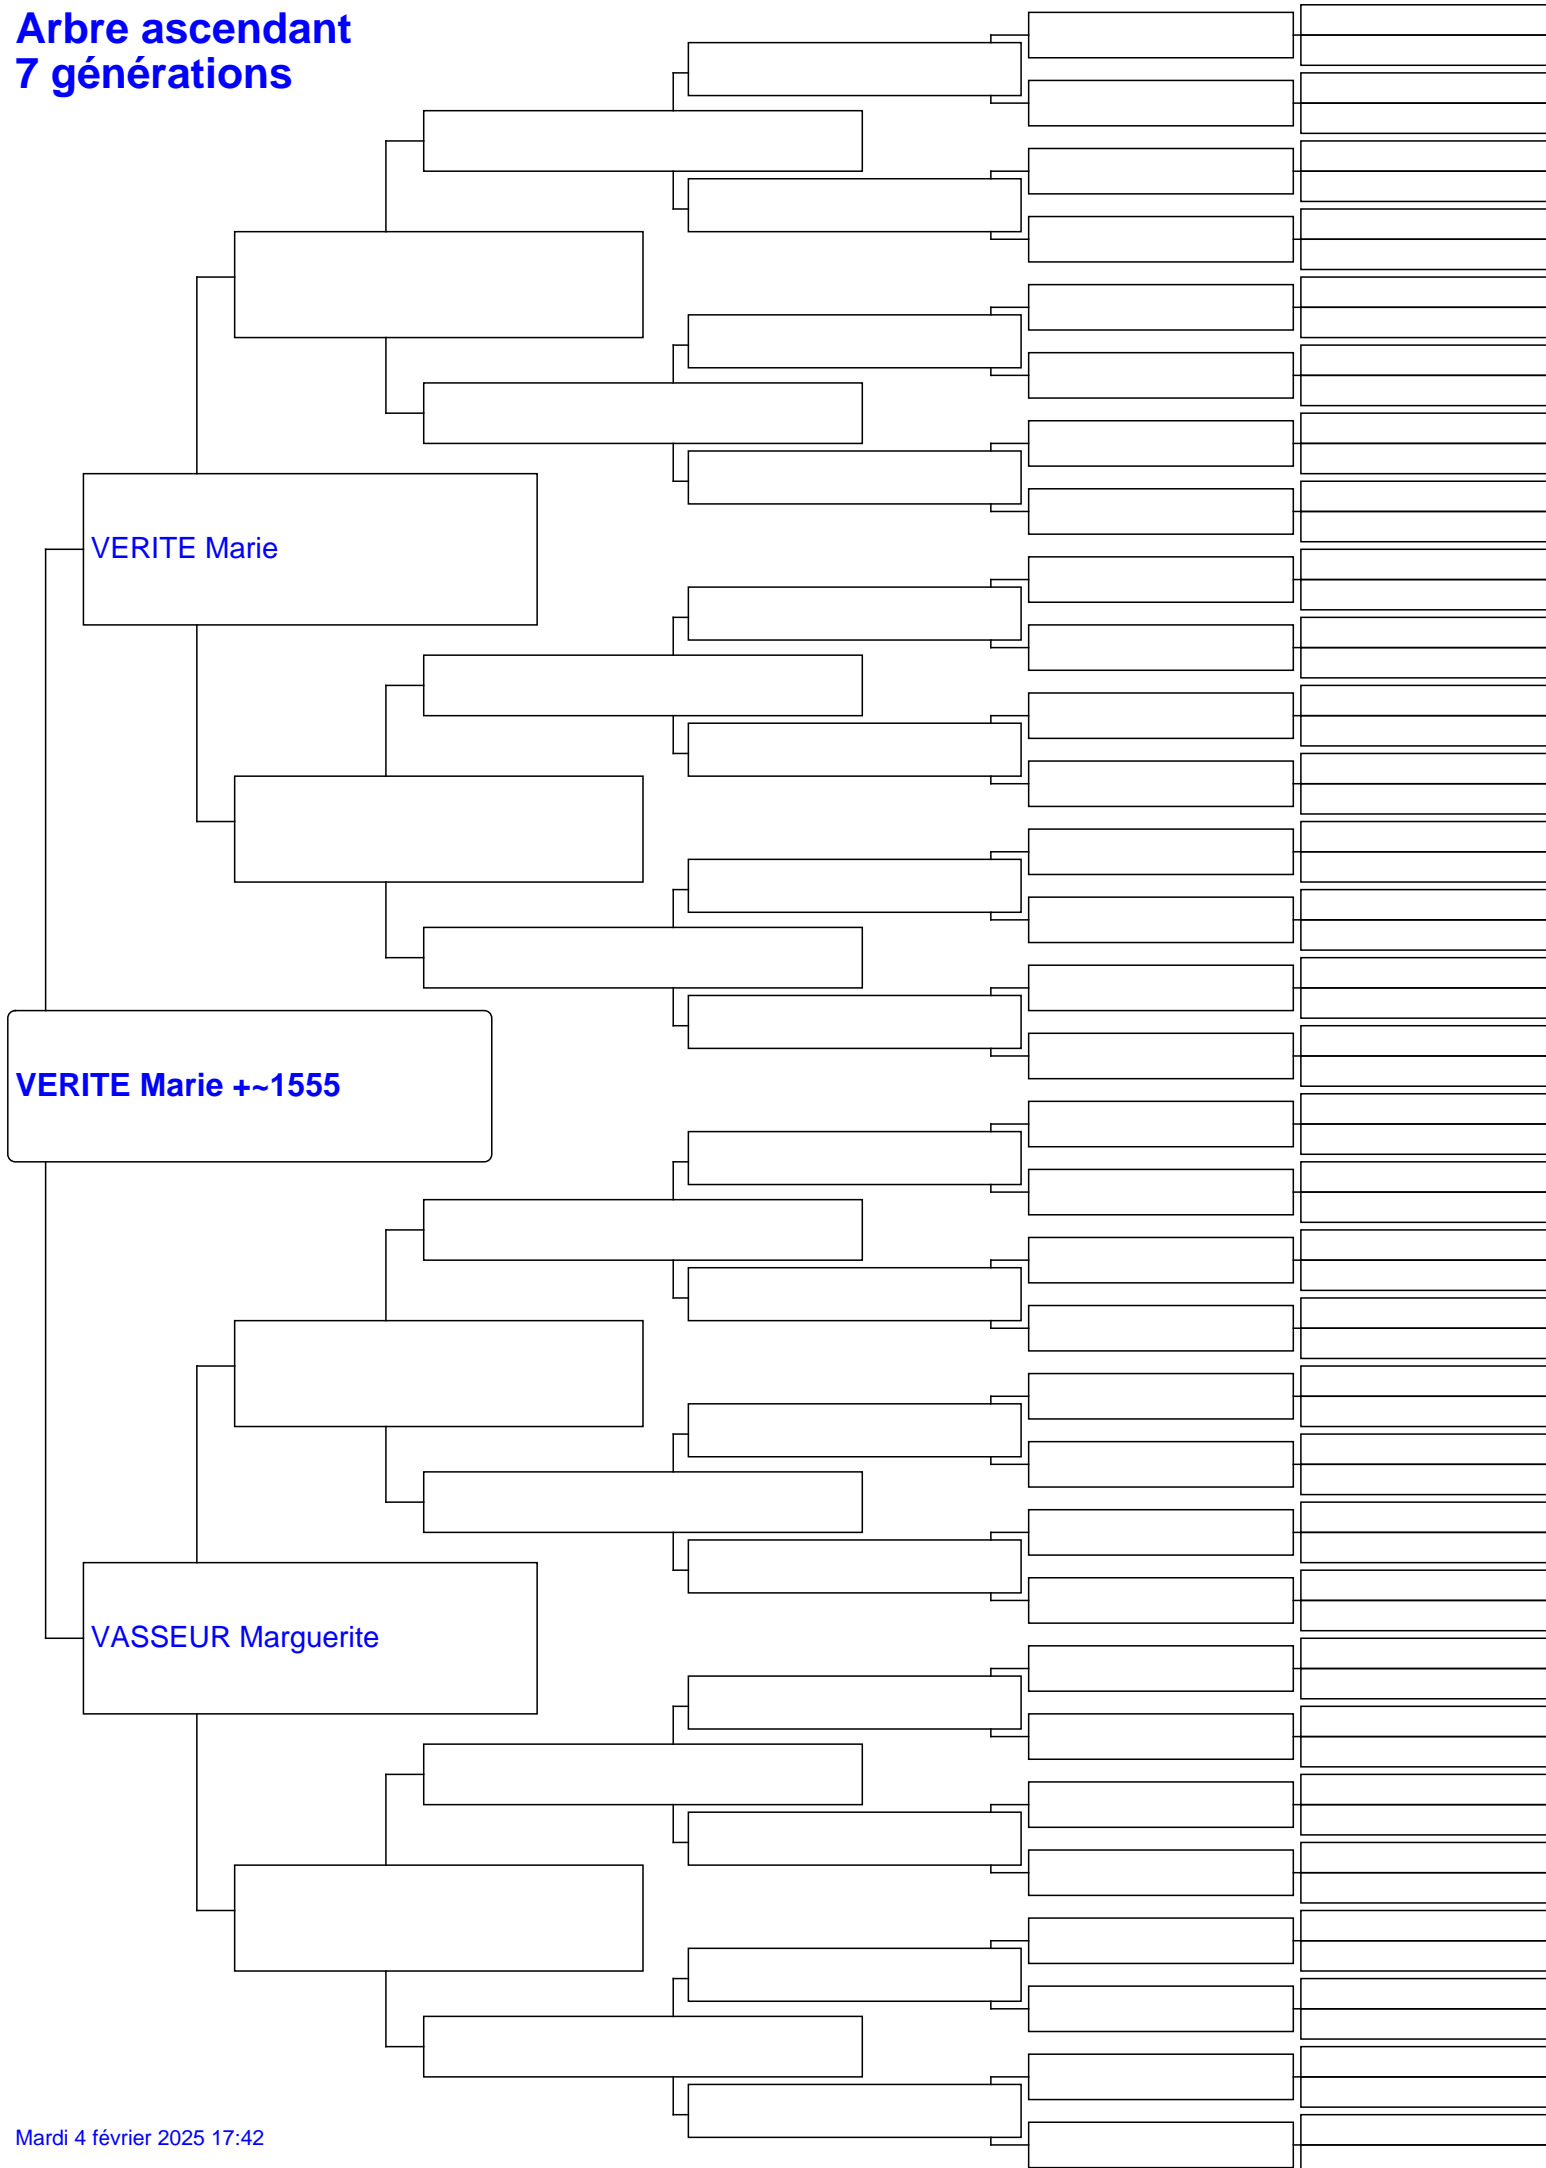 Arbre ascendant
7 générations
VERITE Marie
VERITE Marie +~1555
VASSEUR Marguerite
Mardi 4 février 2025 17:42